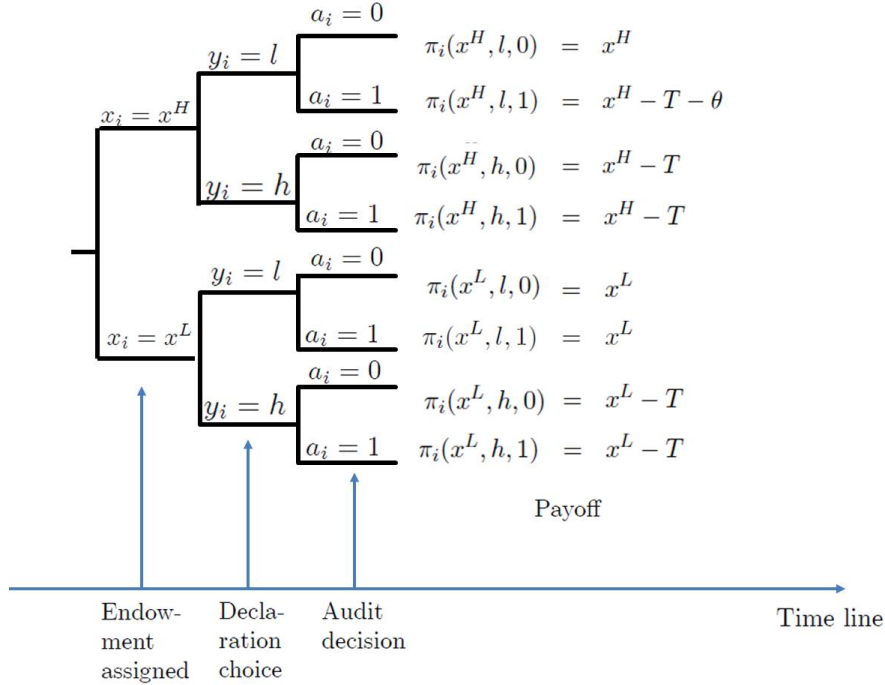 a_i = 0
π_i(x^H, l, 0) = x^H
y_i = l
a_i = 1
π_i(x^H, l, 1) = x^H − T − θ
x_i = x^H
a_i = 0
π_i(x^H, h, 0) = x^H − T
y_i = h
a_i = 1
π_i(x^H, h, 1) = x^H − T
a_i = 0
y_i = l
π_i(x^L, l, 0) = x^L
x_i = x^L
a_i = 1
π_i(x^L, l, 1) = x^L
a_i = 0
y_i = h
π_i(x^L, h, 0) = x^L − T
a_i = 1
π_i(x^L, h, 1) = x^L − T
Payoff
Endow-
ment
assigned
Decla-
ration
choice
Audit
decision
Time line